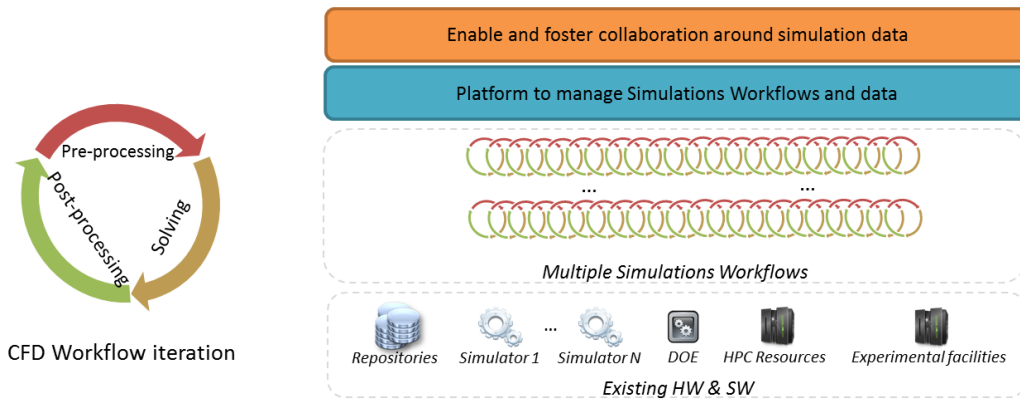 Enable and foster collaboration around simulation data
Platform to manage Simulations Workflows and data
Pre-processing
Post-processing
Solving
CFD Workflow iteration
...
...
Multiple Simulations Workflows
Repositories
Simulator 1
...
Simulator N
DOE
HPC Resources
Experimental facilities
Existing HW & SW